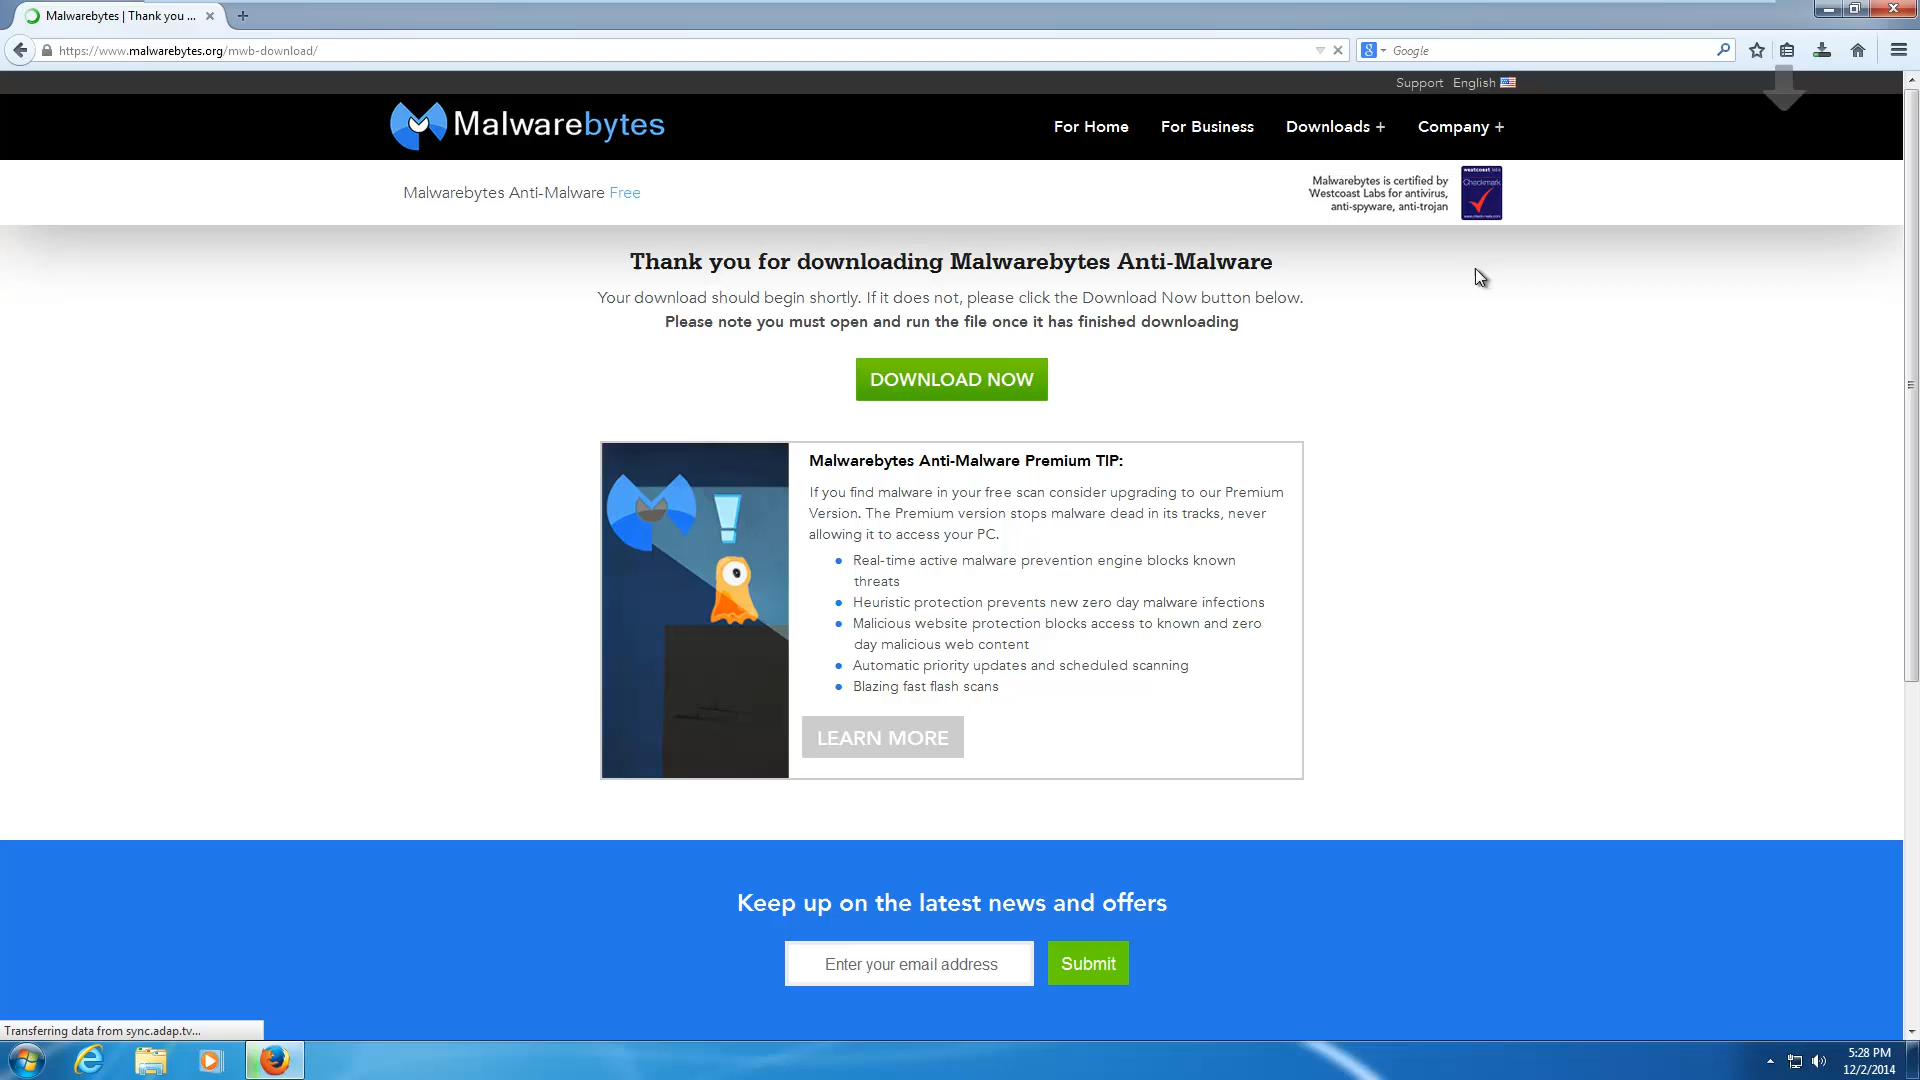 Malwarebytes | Thank you ...
https://www.malwarebytes.org/mwb-download/
Google
Support English
Malwarebytes
For Home For Business Downloads + Company +
Malwarebytes Anti-Malware Free
Malwarebytes is certified by
Westcoast Labs for antivirus,
anti-spyware, anti-trojan
westcoast labs
Checkmark
Thank you for downloading Malwarebytes Anti-Malware
Your download should begin shortly. If it does not, please click the Download Now button below.
Please note you must open and run the file once it has finished downloading
DOWNLOAD NOW
Malwarebytes Anti-Malware Premium TIP:
If you find malware in your free scan consider upgrading to our Premium
Version. The Premium version stops malware dead in its tracks, never
allowing it to access your PC.
Real-time active malware prevention engine blocks known
threats
Heuristic protection prevents new zero day malware infections
Malicious website protection blocks access to known and zero
day malicious web content
Automatic priority updates and scheduled scanning
Blazing fast flash scans
LEARN MORE
Keep up on the latest news and offers
Enter your email address
Submit
Transferring data from sync.adap.tv...
5:28 PM
12/2/2014